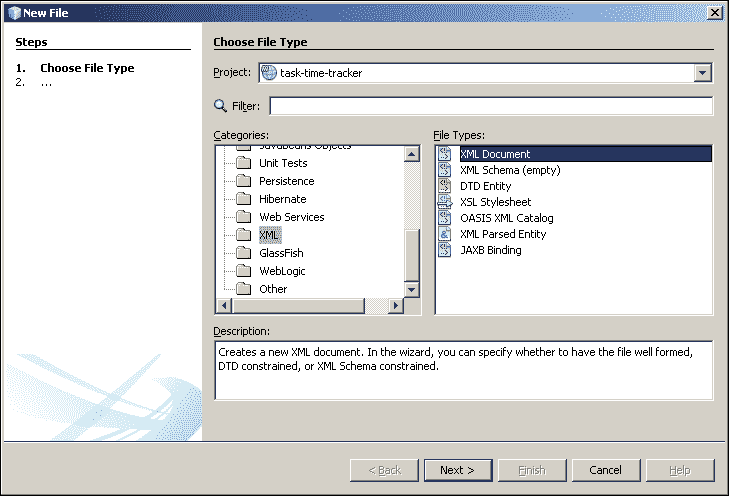 New File
Steps
1. Choose File Type
2. ...
Choose File Type
Project: task-time-tracker
Filter:
Categories:
JavaBeans Objects
Unit Tests
Persistence
Hibernate
Web Services
XML
GlassFish
WebLogic
Other
File Types:
XML Document
XML Schema (empty)
DTD Entity
XSL Stylesheet
OASIS XML Catalog
XML Parsed Entity
JAXB Binding
Description:
Creates a new XML document. In the wizard, you can specify whether to have the file well formed,
DTD constrained, or XML Schema constrained.
< Back Next > Finish Cancel Help